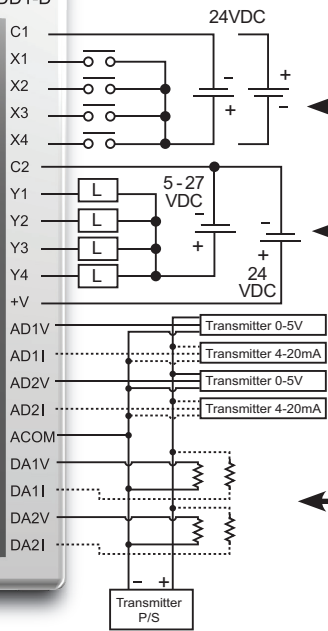 DD1-D
24VDC
C1
X1
X2
X3
X4
C2
Y1
Y2
Y3
Y4
+V
AD1V
AD1I
AD2V
AD2I
ACOM
DA1V
DA1I
DA2V
DA2I
-
+
+
-
L
L
L
L
5-27
VDC
-
+
-
+
24
VDC
Transmitter 0-5V
Transmitter 4-20mA
Transmitter 0-5V
Transmitter 4-20mA
- +
Transmitter
P/S